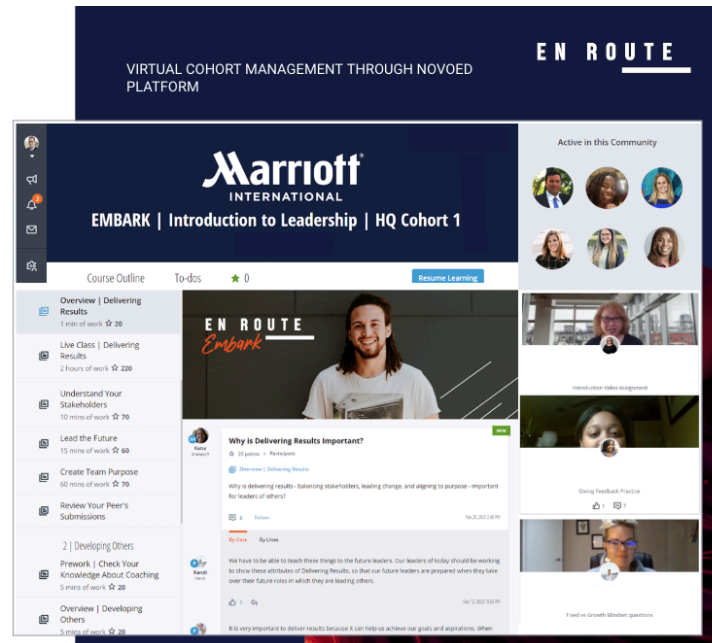 EN ROUTE
VIRTUAL COHORT MANAGEMENT THROUGH NOVOED
PLATFORM
Marriott
INTERNATIONAL
EMBARK | Introduction to Leadership | HQ Cohort 1
Active in this Community
Course Outline To-dos 0
Resume Learning
Overview | Delivering
Results
1 min of work 20
Live Class | Delivering
Results
2 hours of work 220
Understand Your
Stakeholders
10 mins of work 70
Lead the Future
15 mins of work 60
Create Team Purpose
60 mins of work 70
Review Your Peer's
Submissions
2 | Developing Others
Prework | Check Your
Knowledge About Coaching
5 mins of work 20
Overview | Developing
Others
5 mins of work 20
EN ROUTE
Embark
NEW
Katie
Why is Delivering Results Important?
20 points • Participate
Overview | Delivering Results
Why is delivering results - balancing stakeholders, leading change, and aligning to purpose - important
for leaders of others?
6 Follow
By Date By Likes
Kandi
We have to be able to teach these things to the future leaders. Our leaders of today should be working
to show these attributes of Delivering Results, so that our future leaders are prepared when they take
over their future roles in which they are leading others.
1
It is very important to deliver results because it can help us achieve our goals and aspirations. When
Introduction Video Assignment
Giving Feedback Practice
1 7
Fixed vs Growth Mindset questions